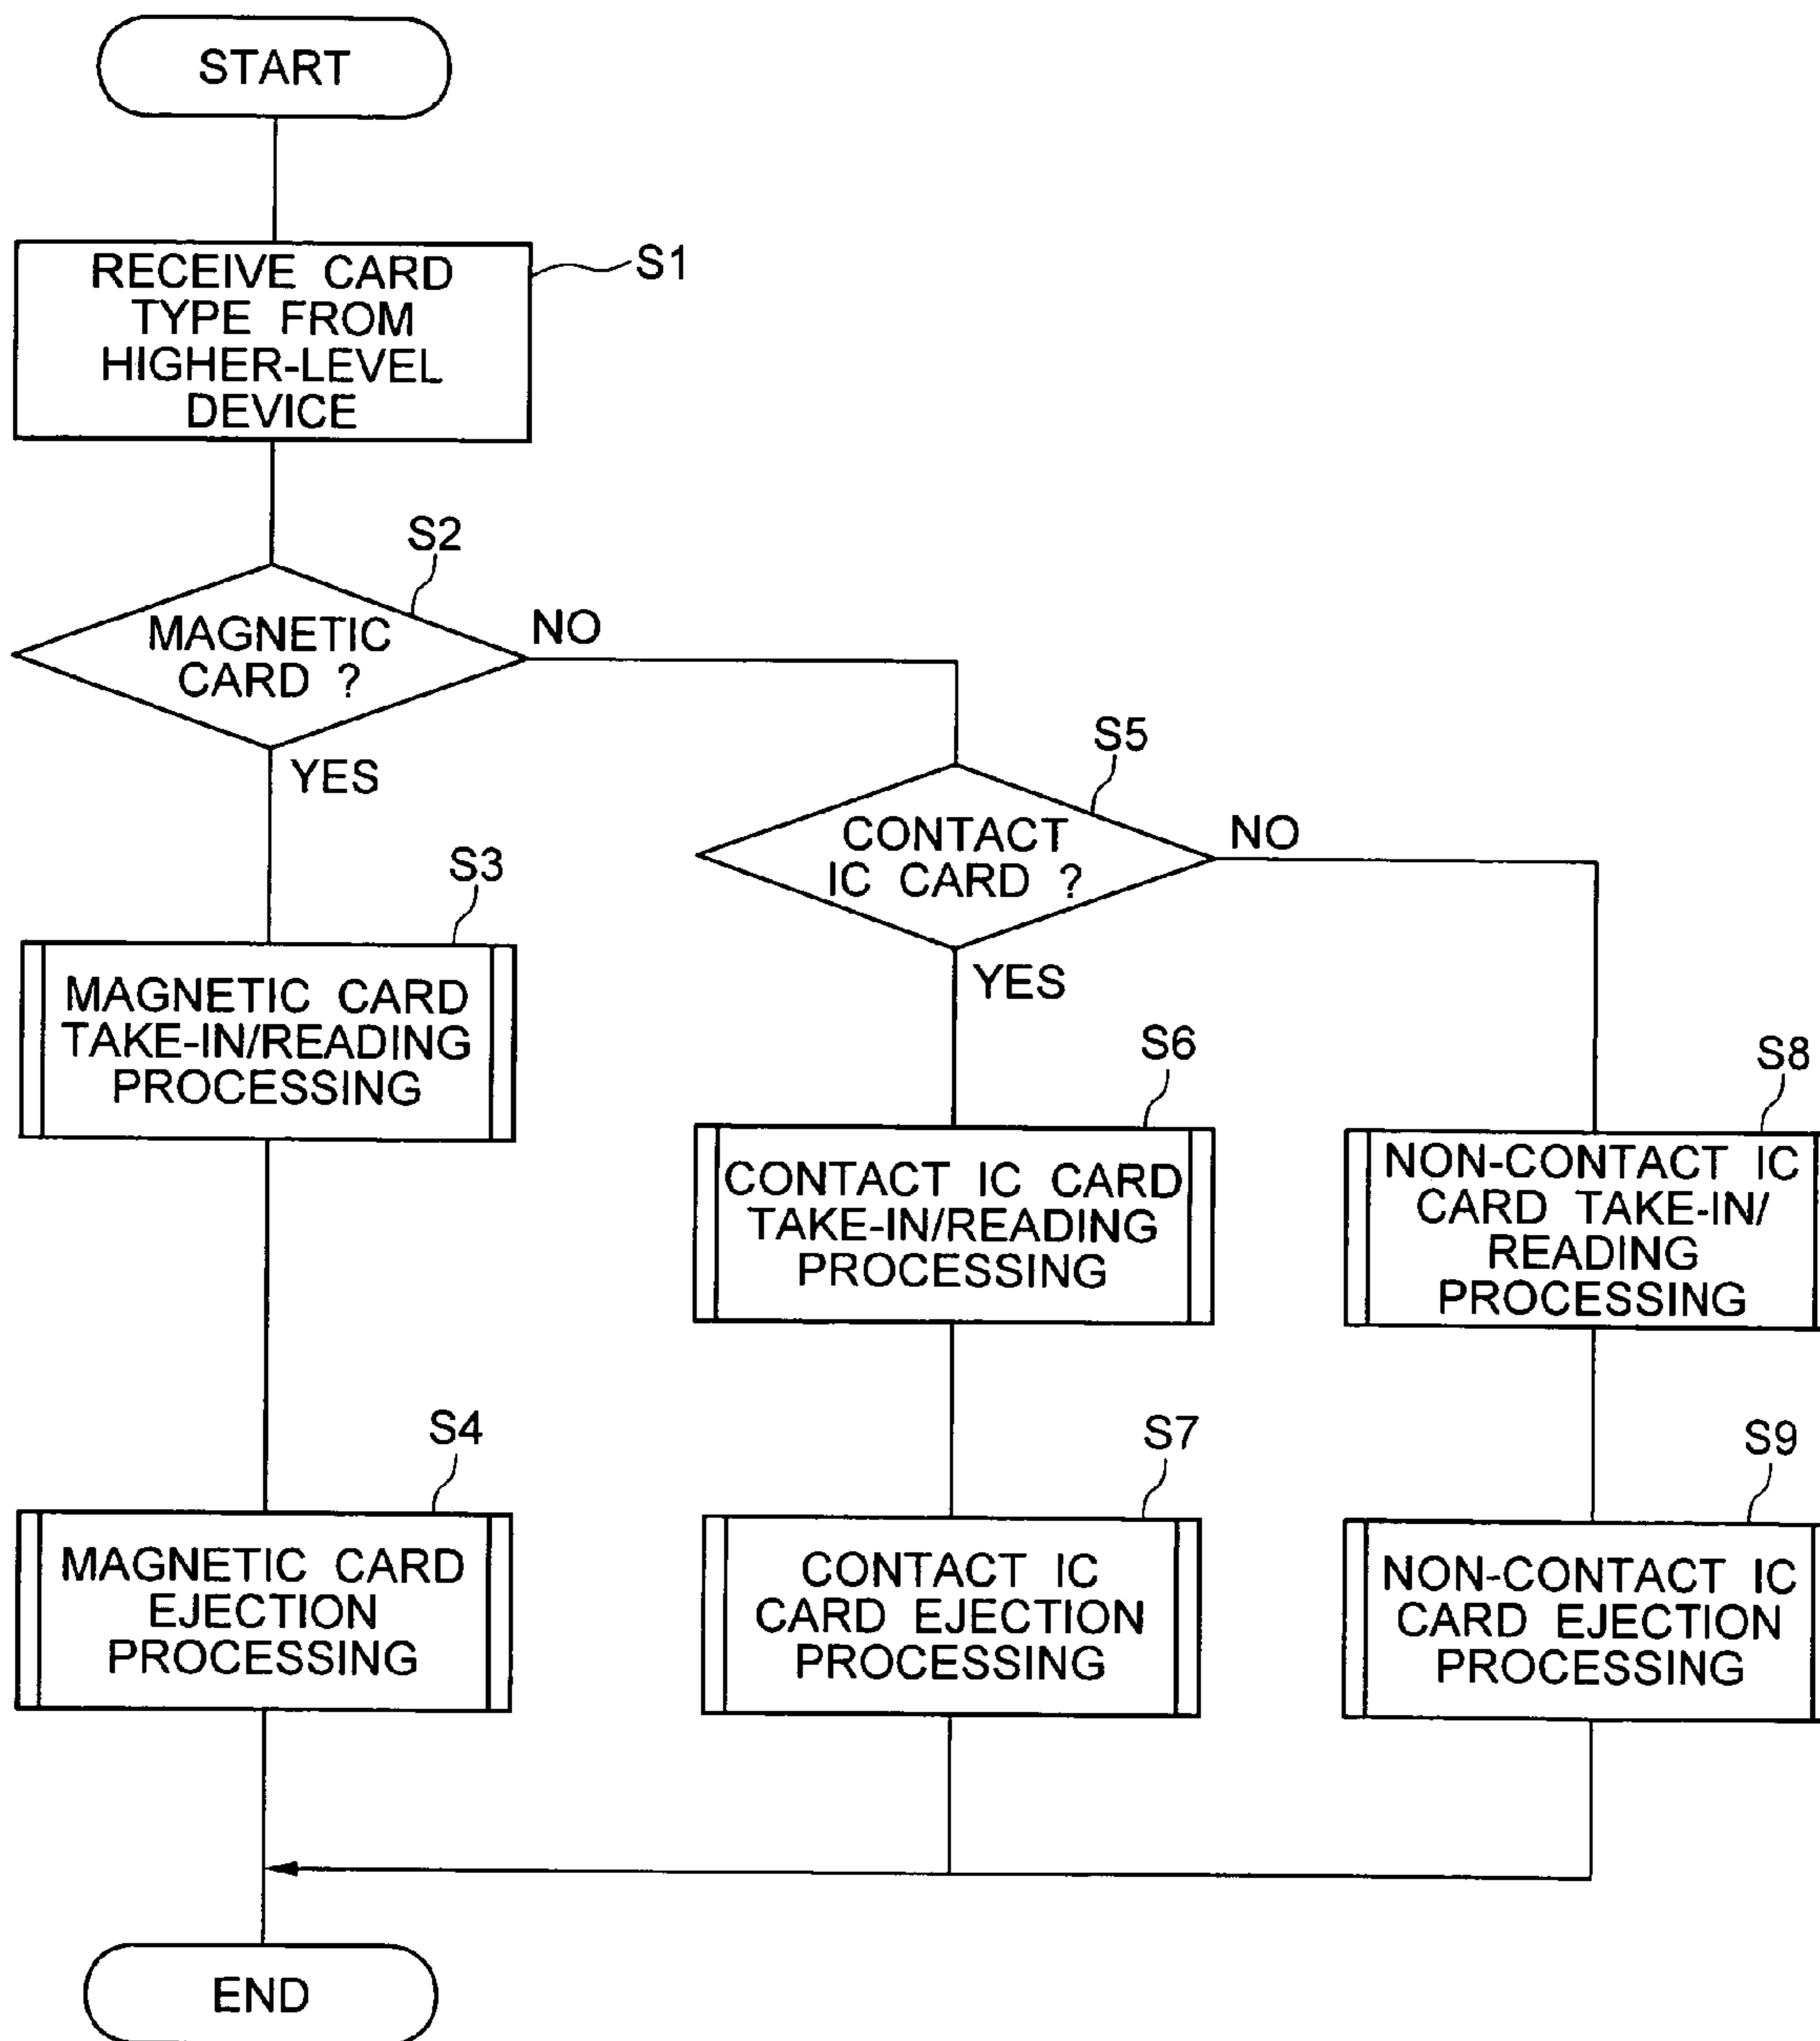 START
RECEIVE CARD
TYPE FROM
HIGHER-LEVEL
DEVICE
S1
S2
MAGNETIC
CARD ?
NO
YES
S5
CONTACT
IC CARD ?
NO
YES
S3
MAGNETIC CARD
TAKE-IN/READING
PROCESSING
S6
CONTACT IC CARD
TAKE-IN/READING
PROCESSING
S8
NON-CONTACT IC
CARD TAKE-IN/
READING
PROCESSING
S4
MAGNETIC CARD
EJECTION
PROCESSING
S7
CONTACT IC
CARD EJECTION
PROCESSING
S9
NON-CONTACT IC
CARD EJECTION
PROCESSING
END